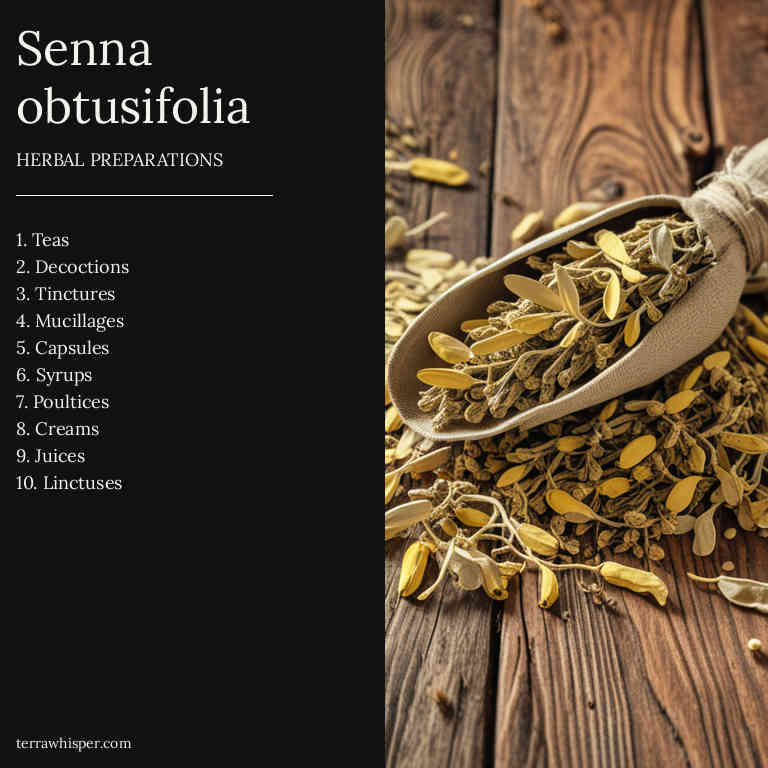 Senna
obtusifolia
HERBAL PREPARATIONS
1. Teas
2. Decoctions
3. Tinctures
4. Mucillages
5. Capsules
6. Syrups
7. Poultices
8. Creams
9. Juices
10. Linctuses
terrawhisper.com